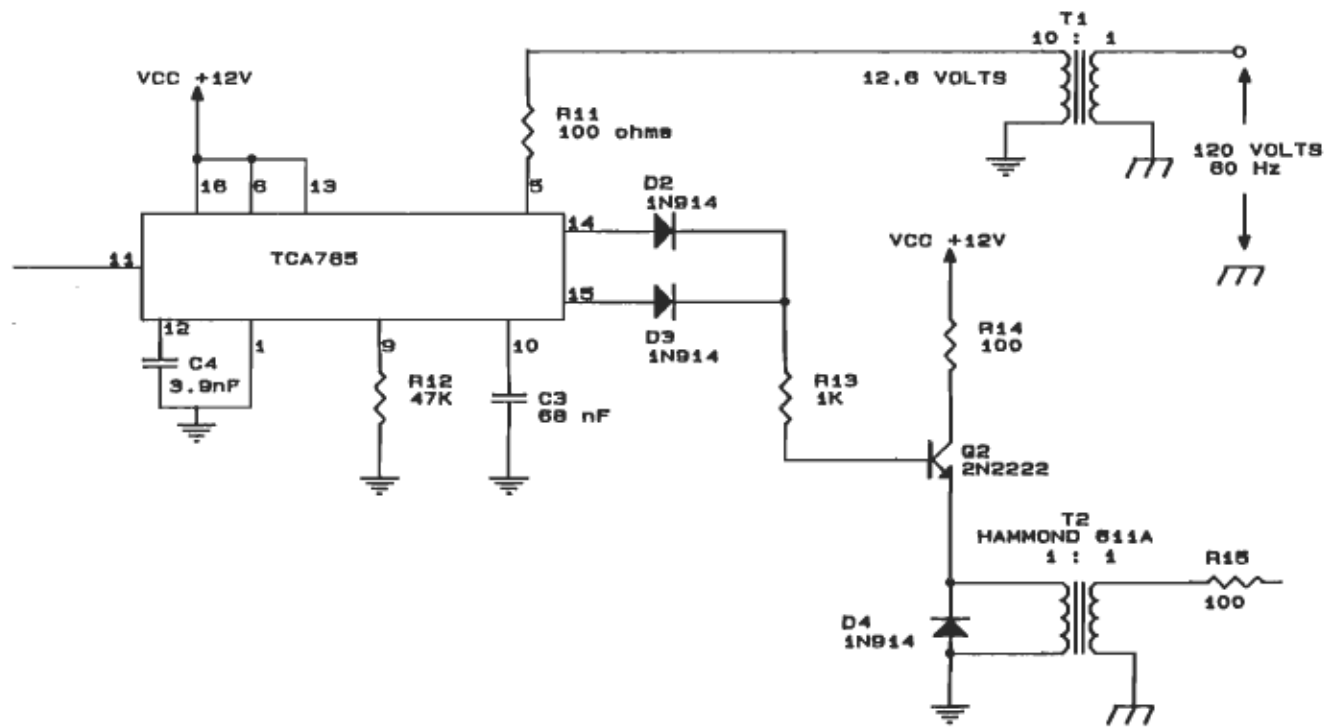 T1
10 : 1
VCC +12V
12.6 VOLTS
R11
100 ohms
120 VOLTS
60 Hz
16
6
13
5
D2
1N914
14
VCC +12V
TCA785
11
15
12
1
9
10
D3
1N914
R14
100
C4
3.9nF
R12
47K
C3
68 nF
R13
1K
Q2
2N2222
T2
HAMMOND 611A
1 : 1
R15
100
D4
1N914